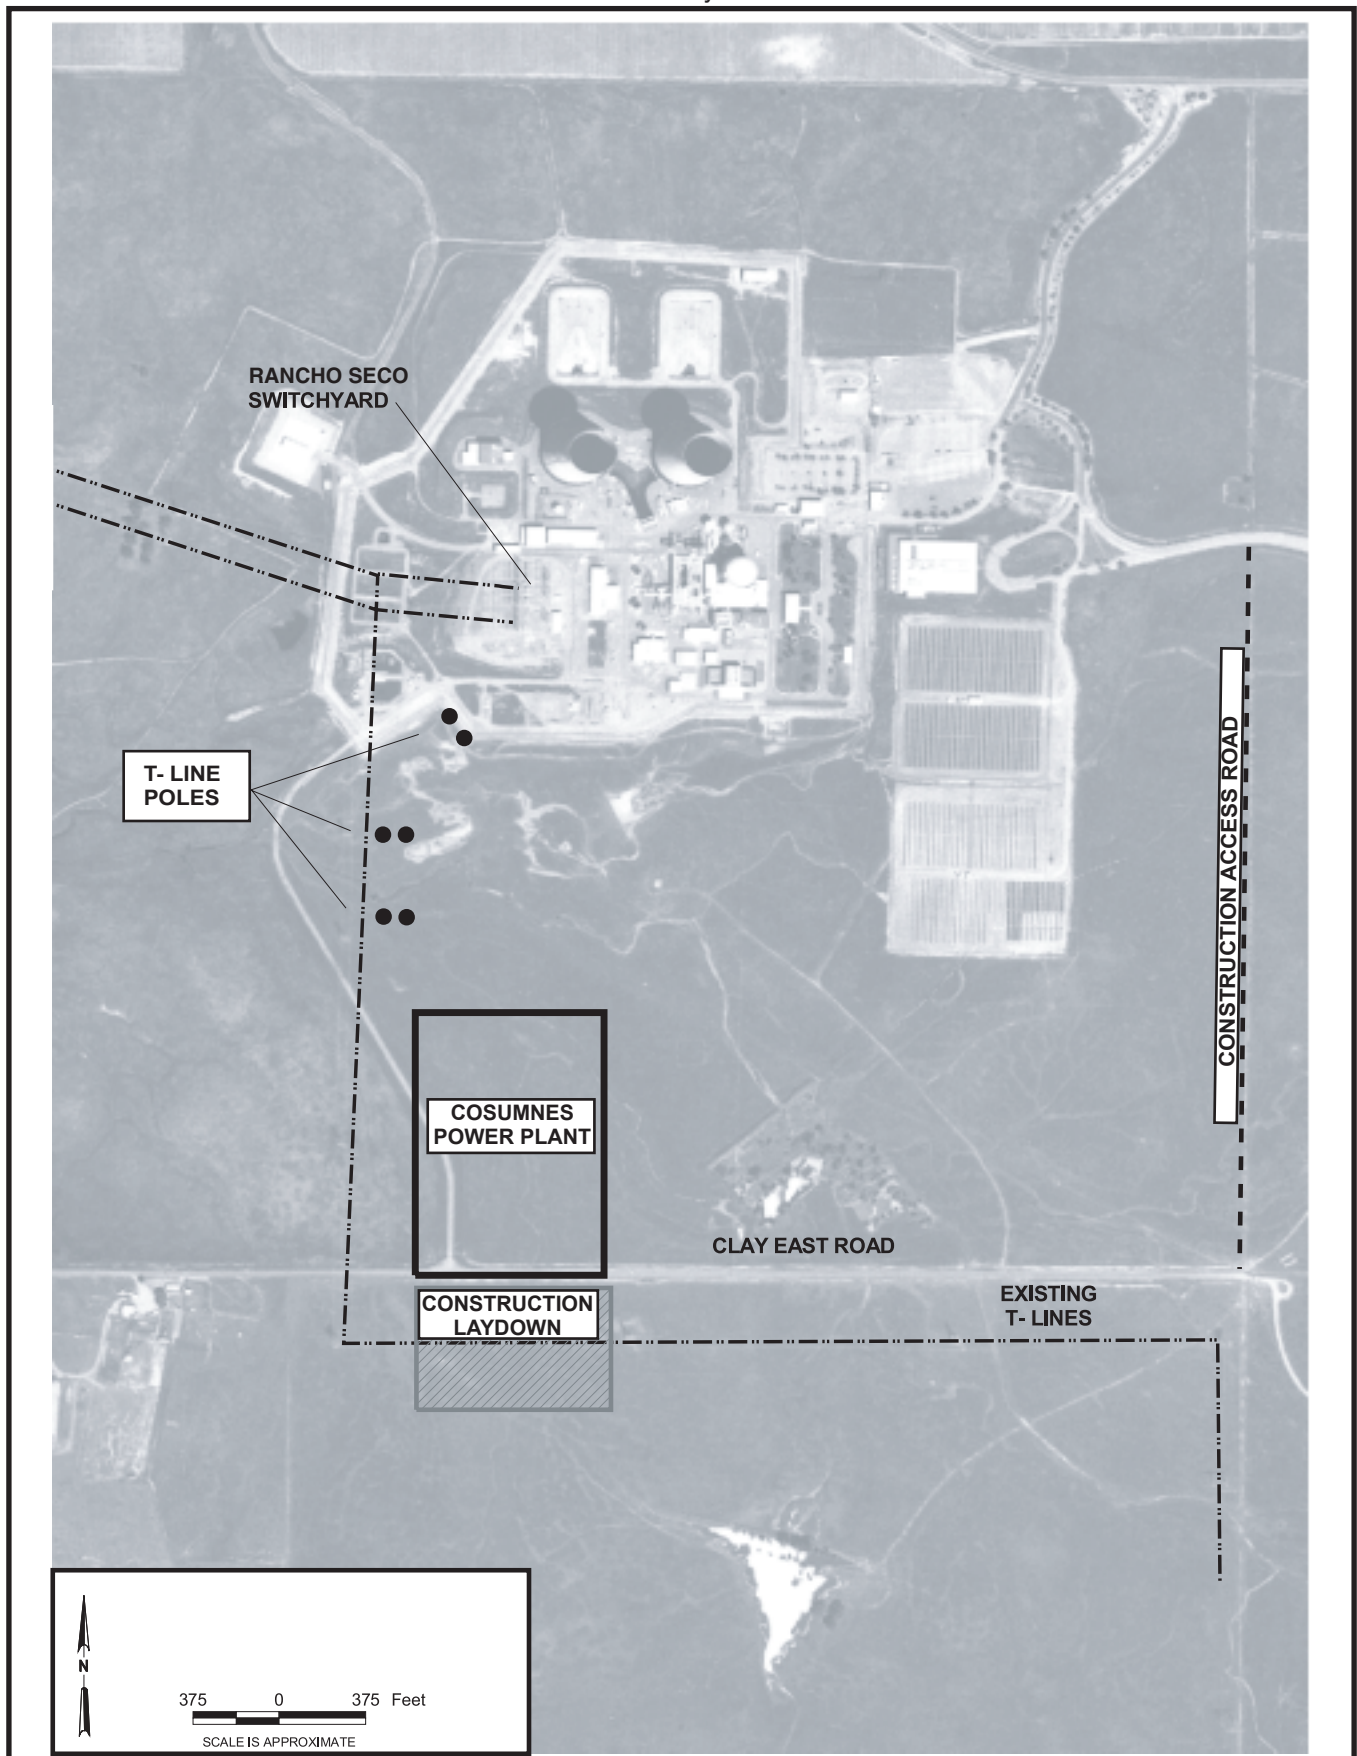 RANCHO SECO
SWITCHYARD
T- LINE
POLES
CONSTRUCTION ACCESS ROAD
COSUMNES
POWER PLANT
CLAY EAST ROAD
CONSTRUCTION
LAYDOWN
EXISTING
T- LINES
N
375 0 375 Feet
SCALE IS APPROXIMATE